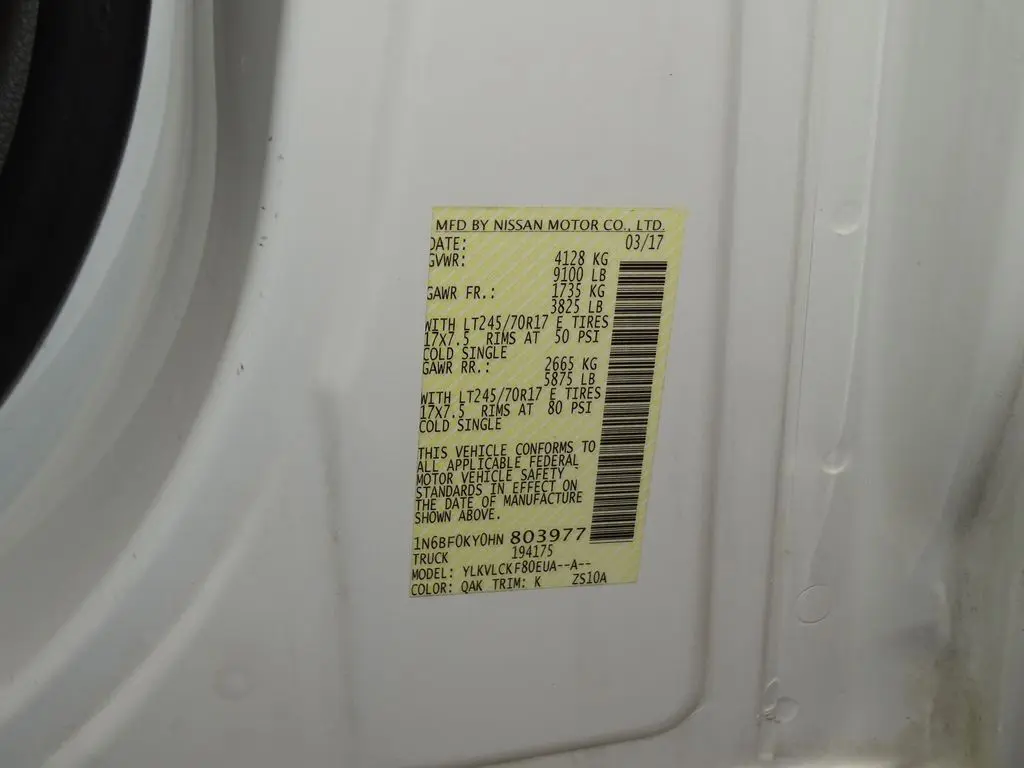 MFD BY NISSAN MOTOR CO., LTD.
DATE: 03/17
GVWR: 4128 KG
9100 LB
GAWR FR.: 1735 KG
3825 LB
WITH LT245/70R17 E TIRES
17X7.5 RIMS AT 50 PSI
COLD SINGLE
GAWR RR.: 2665 KG
5875 LB
WITH LT245/70R17 E TIRES
17X7.5 RIMS AT 80 PSI
COLD SINGLE
THIS VEHICLE CONFORMS TO
ALL APPLICABLE FEDERAL
MOTOR VEHICLE SAFETY
STANDARDS IN EFFECT ON
THE DATE OF MANUFACTURE
SHOWN ABOVE.
1N6BF0KY0HN 803977
TRUCK 194175
MODEL: YLKVLCKF80EUA--A--
COLOR: QAK TRIM: K ZS10A